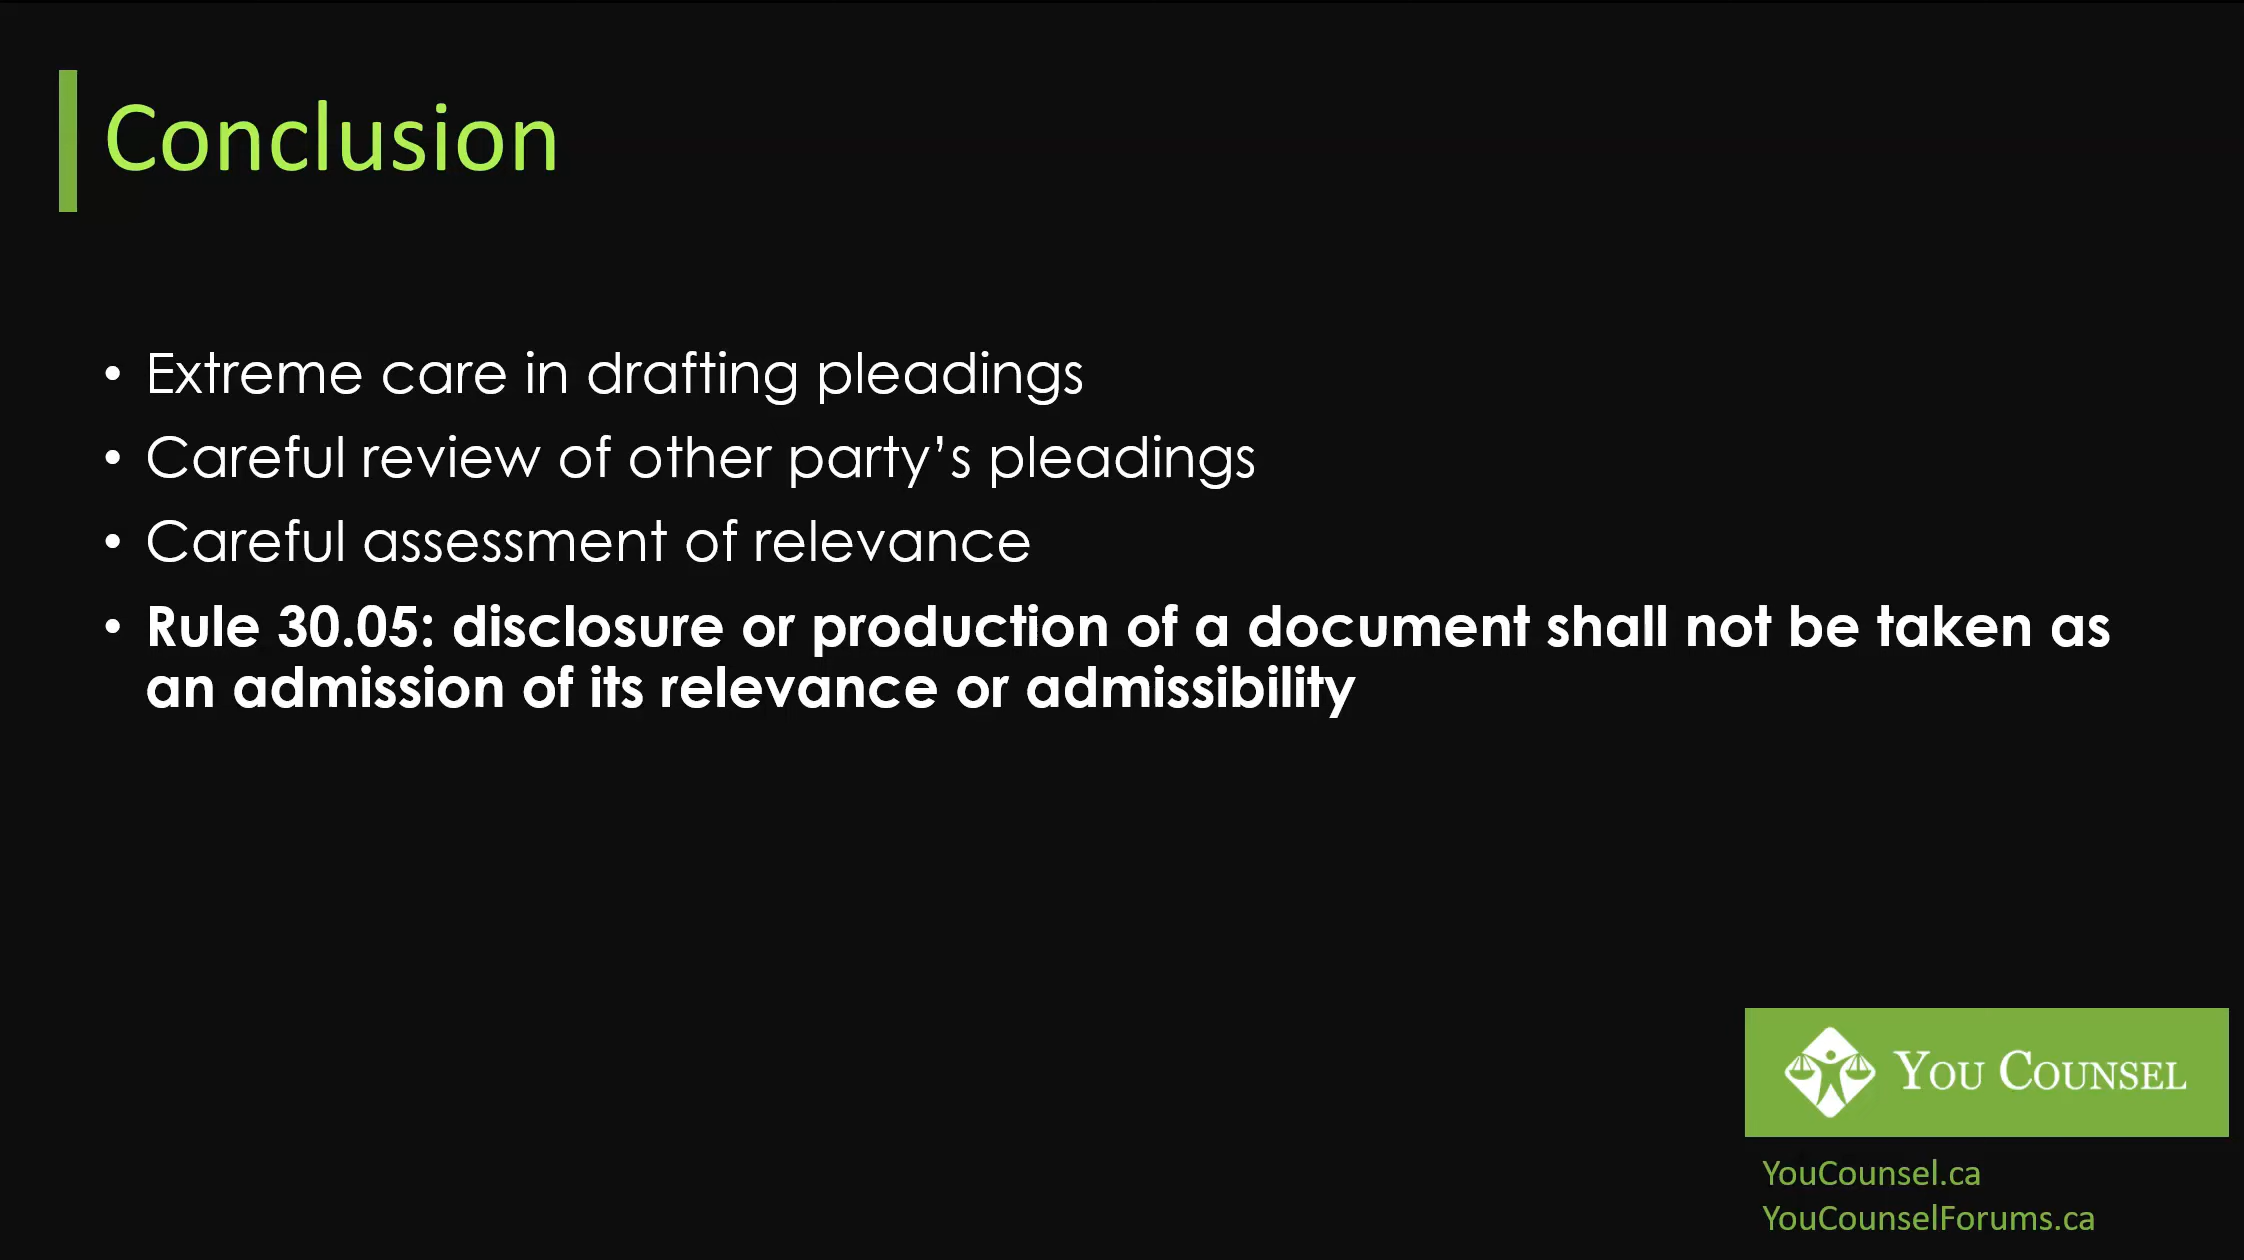 Conclusion
• Extreme care in drafting pleadings
• Careful review of other party’s pleadings
• Careful assessment of relevance
• Rule 30.05: disclosure or production of a document shall not be taken as
an admission of its relevance or admissibility
YOU COUNSEL
YouCounsel.ca
YouCounselForums.ca